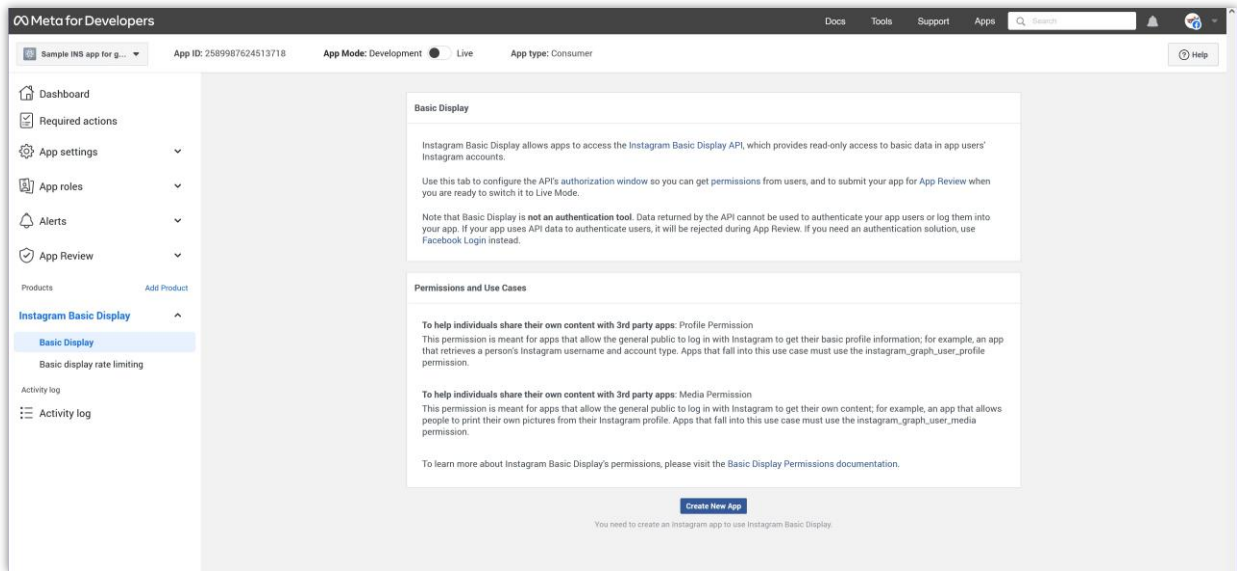 Meta for Developers
Docs Tools Support Apps Search
Sample INS app for g... App ID: 2589987624513718 App Mode: Development Live App type: Consumer Help
Dashboard
Required actions
App settings
App roles
Alerts
App Review
Products Add Product
Instagram Basic Display
Basic Display
Basic display rate limiting
Activity log
Activity log
Basic Display
Instagram Basic Display allows apps to access the Instagram Basic Display API, which provides read-only access to basic data in app users'
Instagram accounts.
Use this tab to configure the API's authorization window so you can get permissions from users, and to submit your app for App Review when
you are ready to switch it to Live Mode.
Note that Basic Display is not an authentication tool. Data returned by the API cannot be used to authenticate your app users or log them into
your app. If your app uses API data to authenticate users, it will be rejected during App Review. If you need an authentication solution, use
Facebook Login instead.
Permissions and Use Cases
To help individuals share their own content with 3rd party apps: Profile Permission
This permission is meant for apps that allow the general public to log in with Instagram to get their basic profile information; for example, an app
that retrieves a person's Instagram username and account type. Apps that fall into this use case must use the instagram_graph_user_profile
permission.
To help individuals share their own content with 3rd party apps: Media Permission
This permission is meant for apps that allow the general public to log in with Instagram to get their own content; for example, an app that allows
people to print their own pictures from their Instagram profile. Apps that fall into this use case must use the instagram_graph_user_media
permission.
To learn more about Instagram Basic Display's permissions, please visit the Basic Display Permissions documentation.
Create New App
You need to create an Instagram app to use Instagram Basic Display.